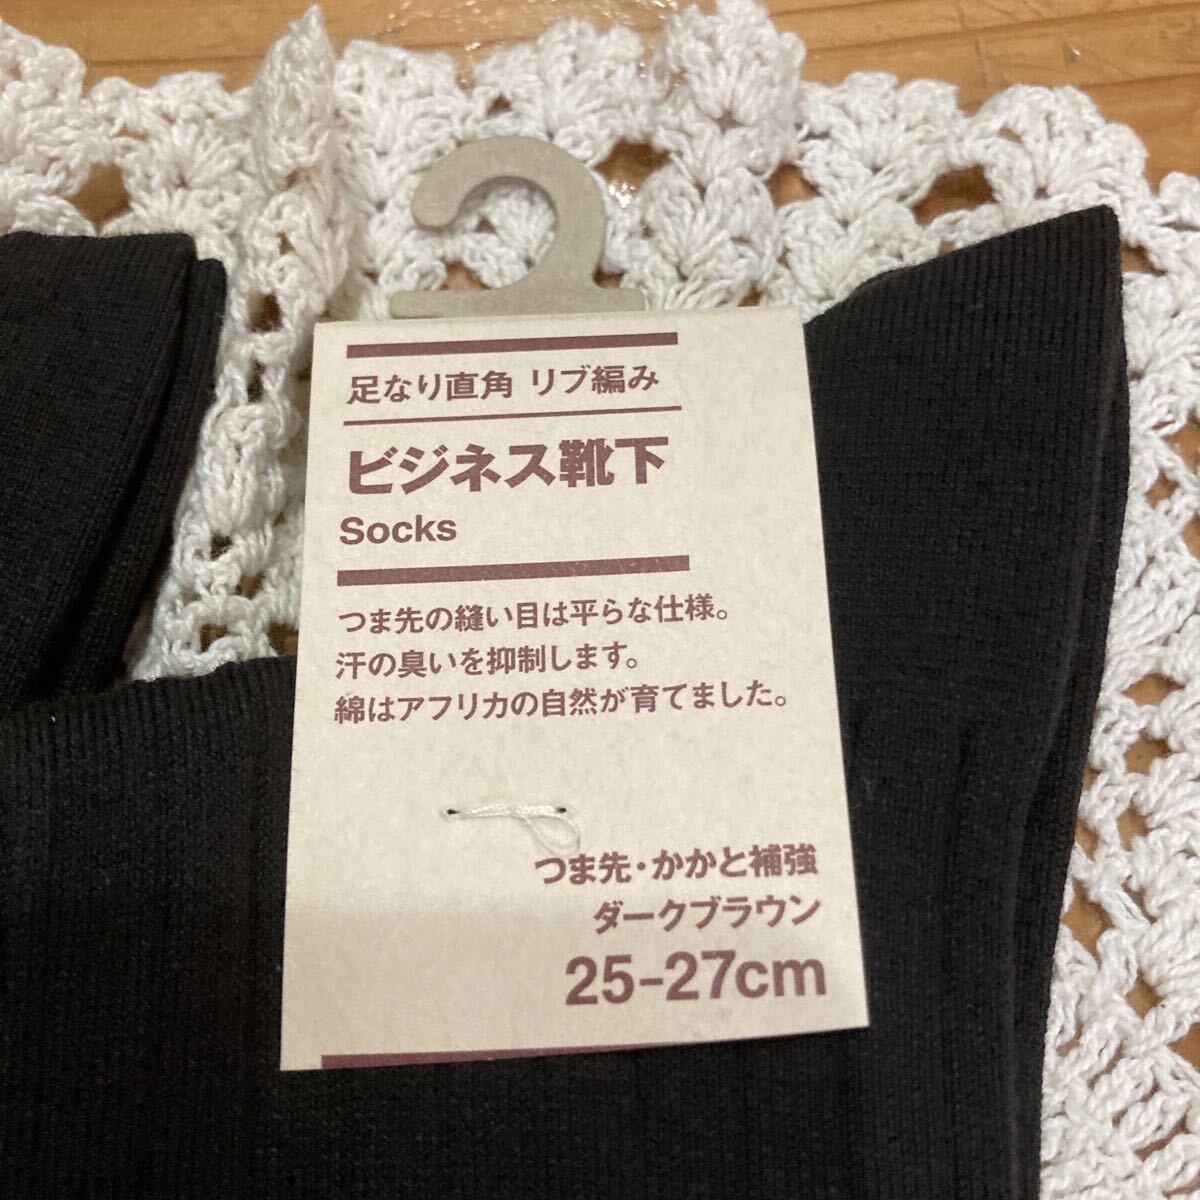 足なり直角 リブ編み
ビジネス靴下
Socks
つま先の縫い目は平らな仕様。
汗の臭いを抑制します。
綿はアフリカの自然が育てました。
つま先・かかと補強
ダークブラウン
25-27cm